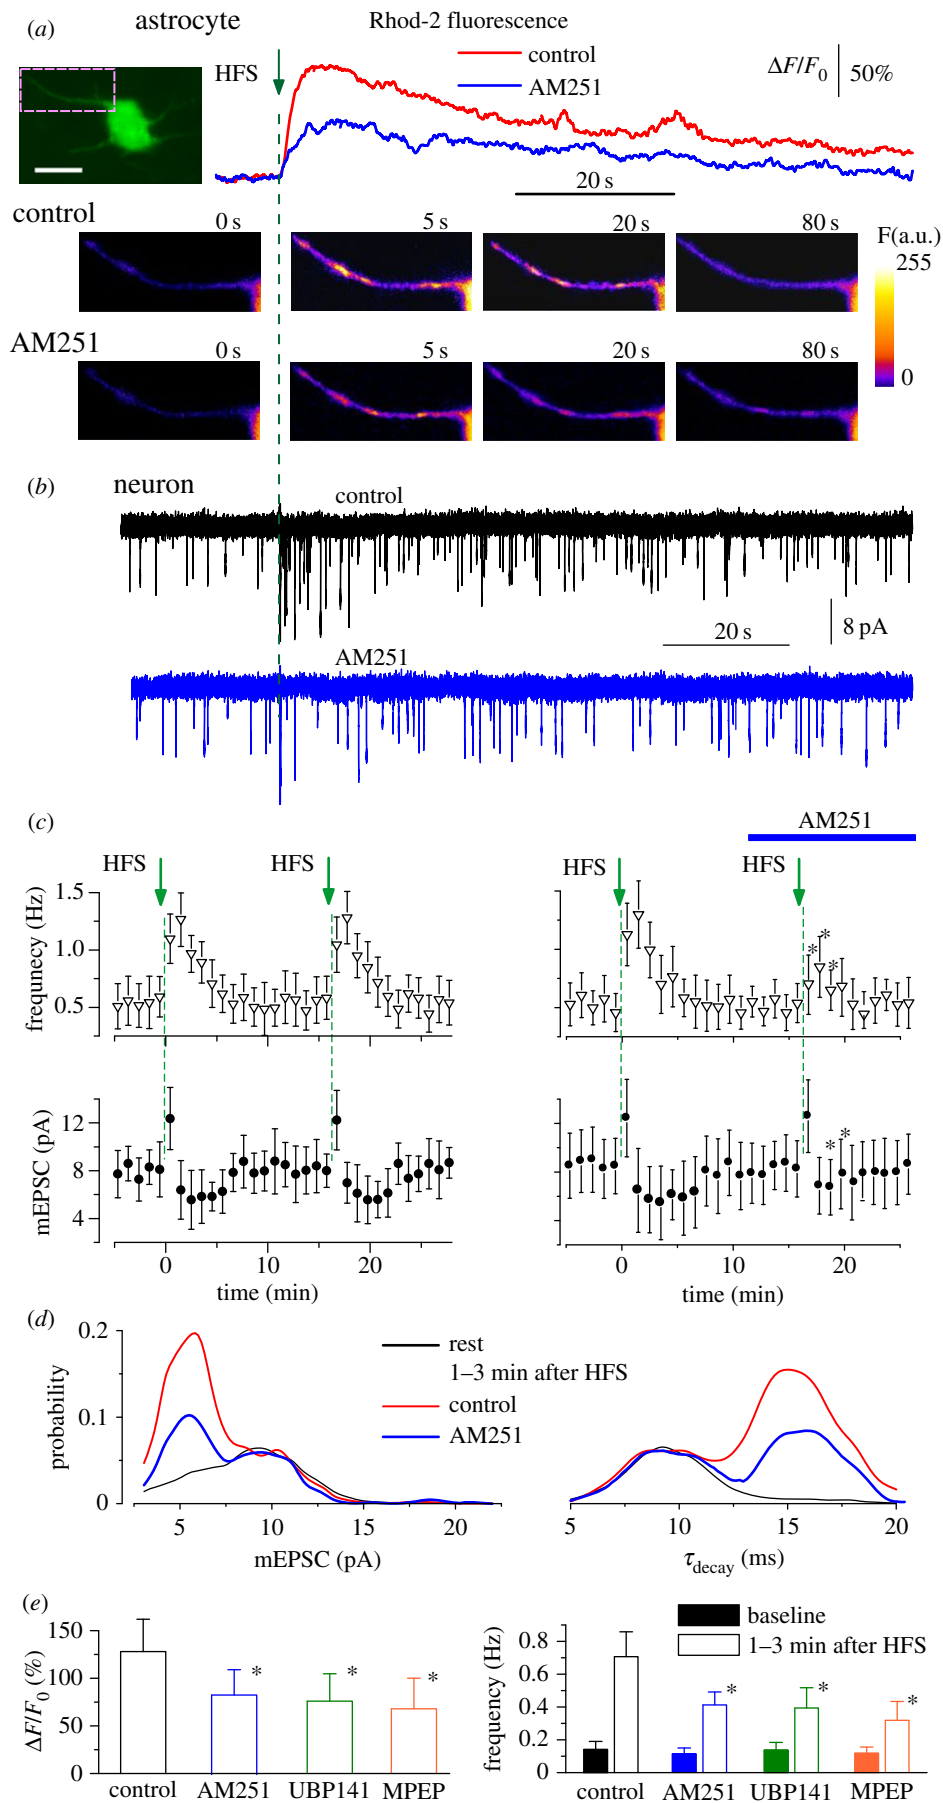 (a) astrocyte
Rhod-2 fluorescence
control
AM251
HFS
ΔF/F0 50%
20 s
control
0 s 5 s 20 s 80 s
F(a.u.)
255
0
AM251
0 s 5 s 20 s 80 s
(b) neuron
control
8 pA
20 s
AM251
(c)
AM251
HFS HFS HFS HFS
frequnecy (Hz)
1.5
1.0
0.5
* * *
mEPSC (pA)
12
8
4
* *
0 10 20
time (min)
0 10 20
time (min)
(d)
rest
1–3 min after HFS
control
AM251
probability
0.2
0.1
0
5 10 15 20
mEPSC (pA)
5 10 15 20
τdecay (ms)
(e)
ΔF/F0 (%)
150
100
75
50
0
* * *
control AM251 UBP141 MPEP
baseline
1–3 min after HFS
frequency (Hz)
0.8
0.6
0.4
0.2
0
* * *
control AM251 UBP141 MPEP